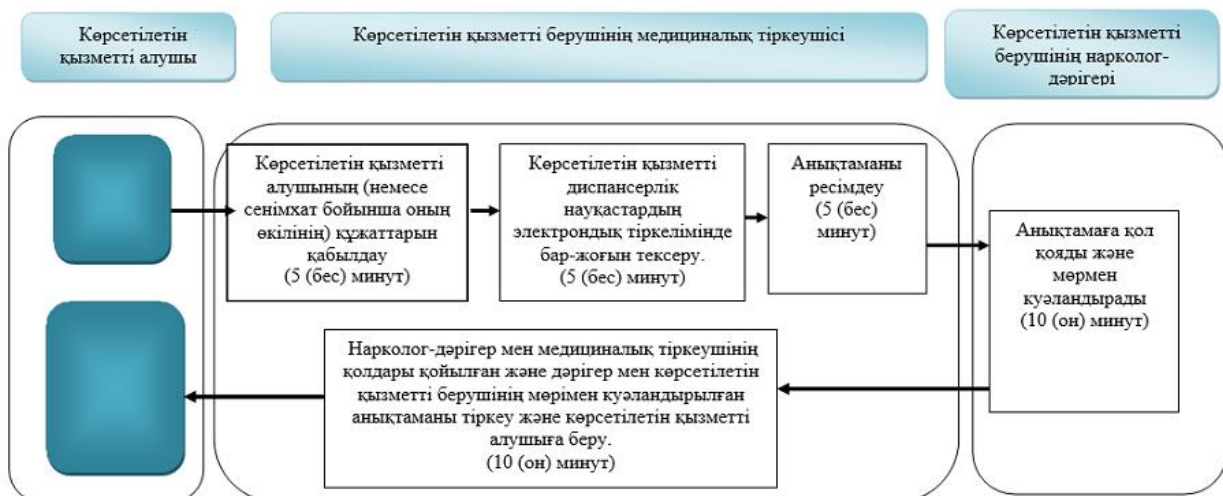 Көрсетілетін
қызметті алушы
Көрсетілетін қызметті берушінің медициналық тіркеушісі
Көрсетілетін қызметті
берушінің нарколог-
дәрігері
Көрсетілетін қызметті
алушының (немесе
сенімхат бойынша оның
өкілінің) құжаттарын
қабылдау
(5 (бес) минут)
Көрсетілетін қызметті
диспансерлік
науқастардың
электрондық тіркелімінде
бар-жоғын тексеру.
(5 (бес) минут)
Анықтаманы
ресімдеу
(5 (бес)
минут)
Анықтамаға қол
қояды және
мөрмен
куәландырады
(10 (он) минут)
Нарколог-дәрігер мен медициналық тіркеушінің
қолдары қойылған және дәрігер мен көрсетілетін
қызметті берушінің мөрімен куәландырылған
анықтаманы тіркеу және көрсетілетін қызметті
алушыға беру.
(10 (он) минут)